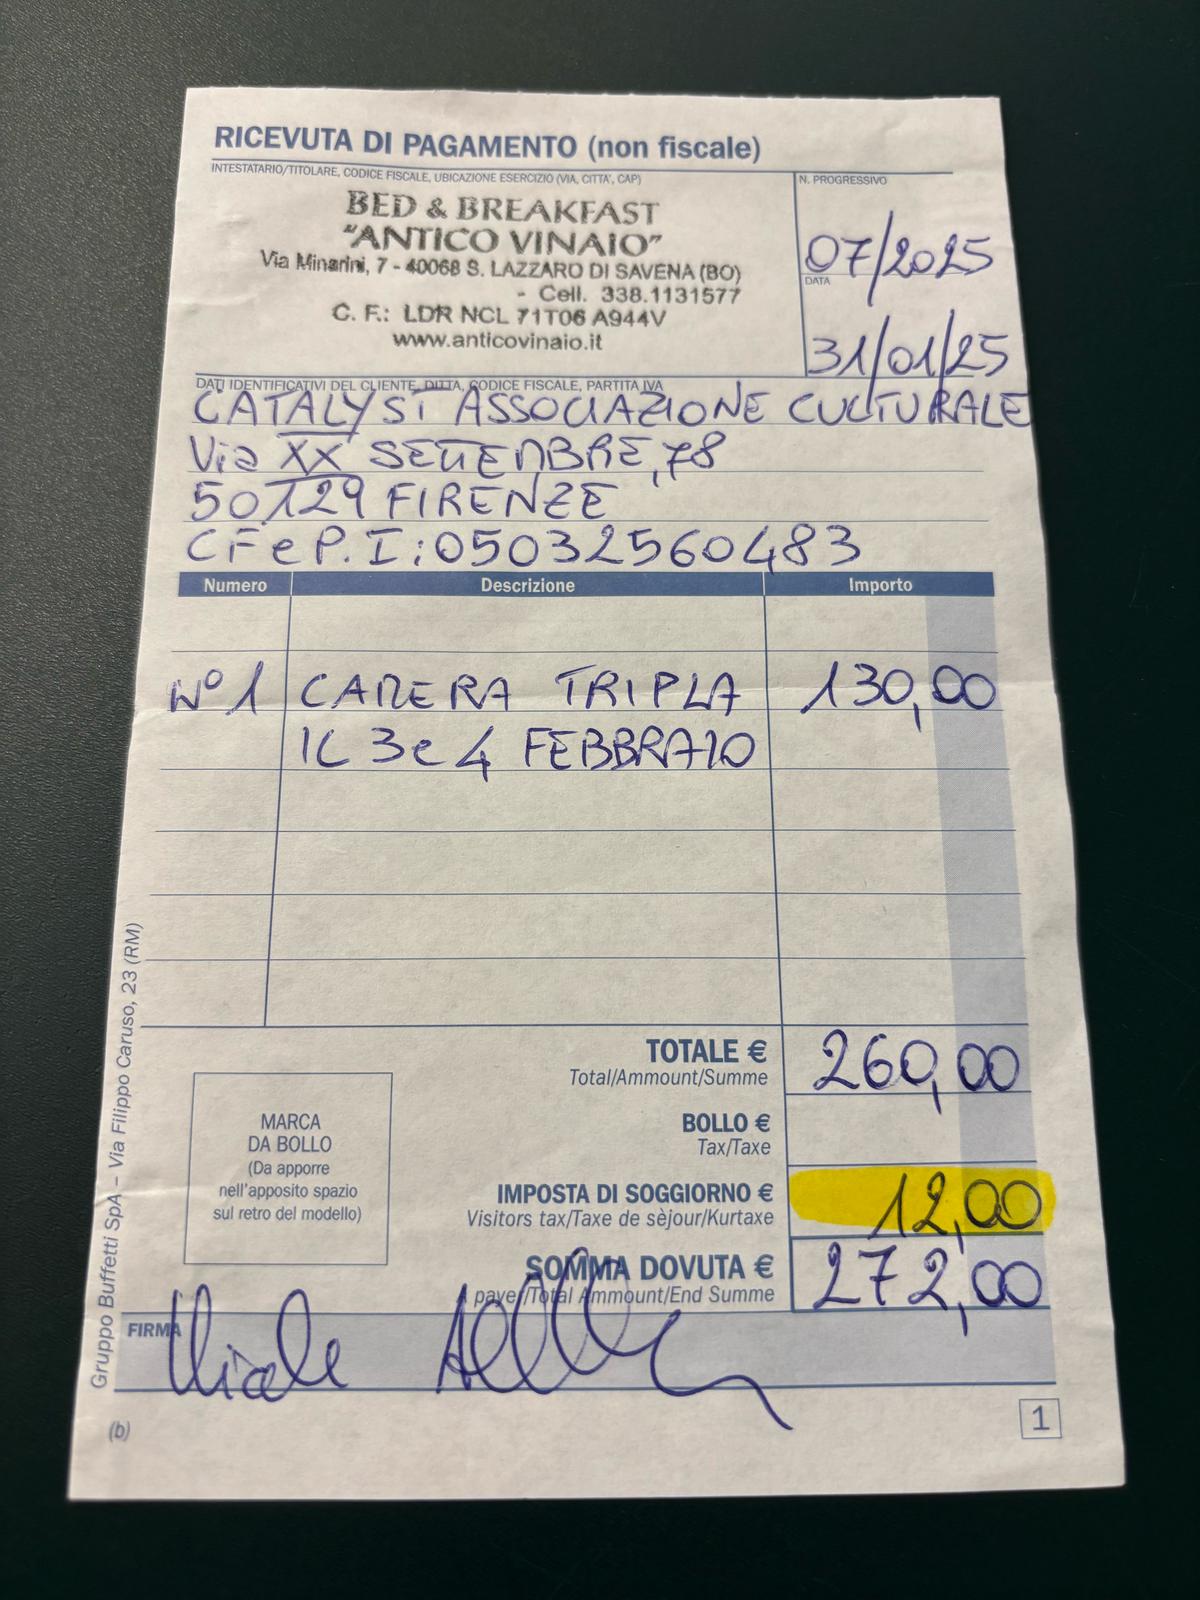 RICEVUTA DI PAGAMENTO (non fiscale)
INTESTATARIO/TITOLARE, CODICE FISCALE, UBICAZIONE ESERCIZIO (VIA, CITTA', CAP)
N. PROGRESSIVO
BED & BREAKFAST
"ANTICO VINAIO"
Via Minarini, 7 - 40068 S. LAZZARO DI SAVENA (BO)
- Cell. 338.1131577
C. F.: LDR NCL 71T06 A944V
www.anticovinaio.it
07/2025
DATA
31/01/25
DATI IDENTIFICATIVI DEL CLIENTE, DITTA, CODICE FISCALE, PARTITA IVA
CATALYST ASSOCIAZIONE CULTURALE
Via XX SETTEMBRE, 78
50129 FIRENZE
CF e P.I: 05032560483
Numero Descrizione Importo
N° 1 CAMERA TRIPLA 130,00
IL 3 e 4 FEBBRAIO
TOTALE € 260,00
Total/Ammount/Summe
BOLLO €
Tax/Taxe
IMPOSTA DI SOGGIORNO € 12,00
Visitors tax/Taxe de sèjour/Kurtaxe
SOMMA DOVUTA € 272,00
payer/Total Ammount/End Summe
MARCA
DA BOLLO
(Da apporre
nell'apposito spazio
sul retro del modello)
FIRMA
(b)
1
Gruppo Buffetti SpA – Via Filippo Caruso, 23 (RM)